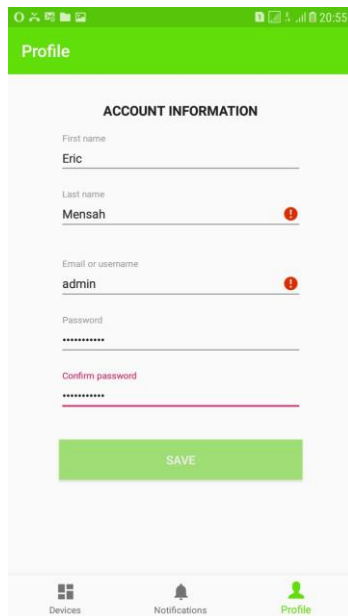 20:55
Profile
ACCOUNT INFORMATION
First name
Eric
Last name
Mensah
Email or username
admin
Password
•••••••••••
Confirm password
•••••••••••
SAVE
Devices
Notifications
Profile